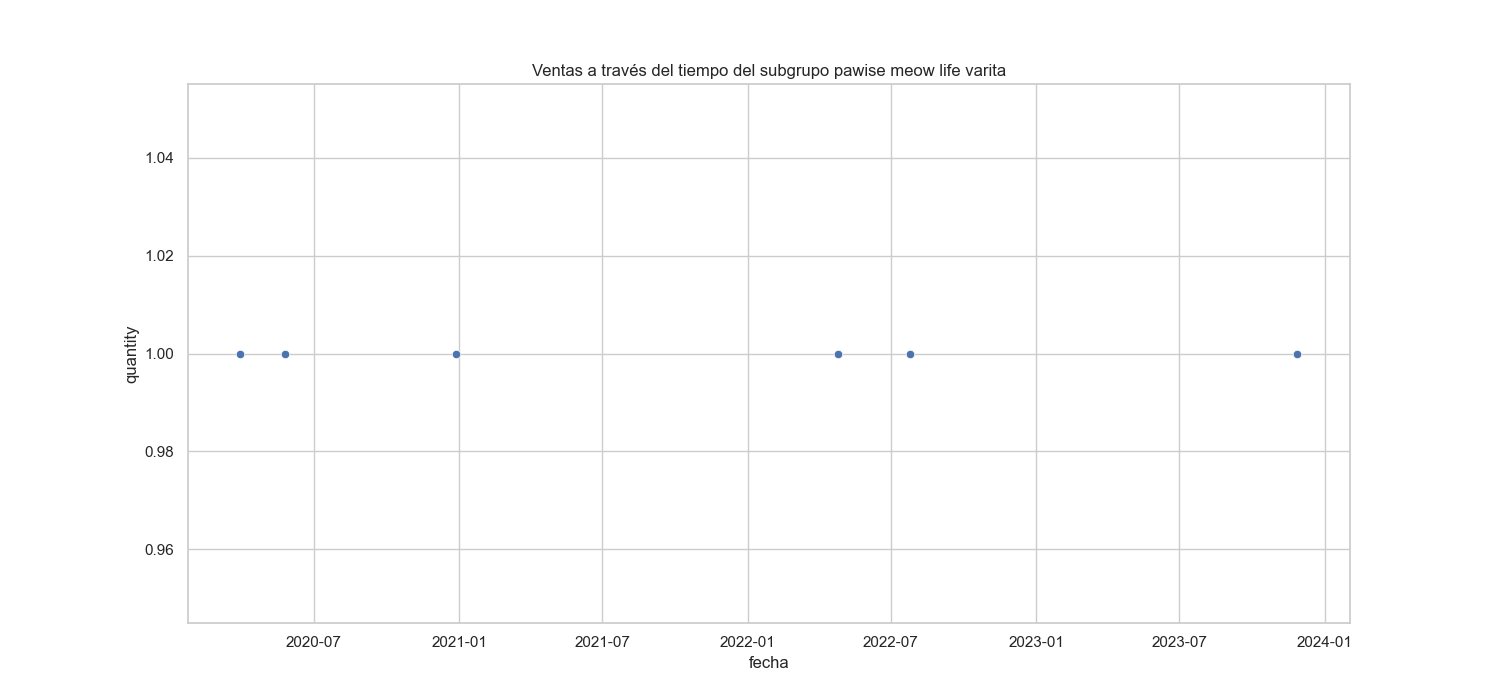 Ventas a través del tiempo del subgrupo pawise meow life varita
1.04
1.02
1.00
0.98
0.96
quantity
2020-07 2021-01 2021-07 2022-01 2022-07 2023-01 2023-07 2024-01
fecha